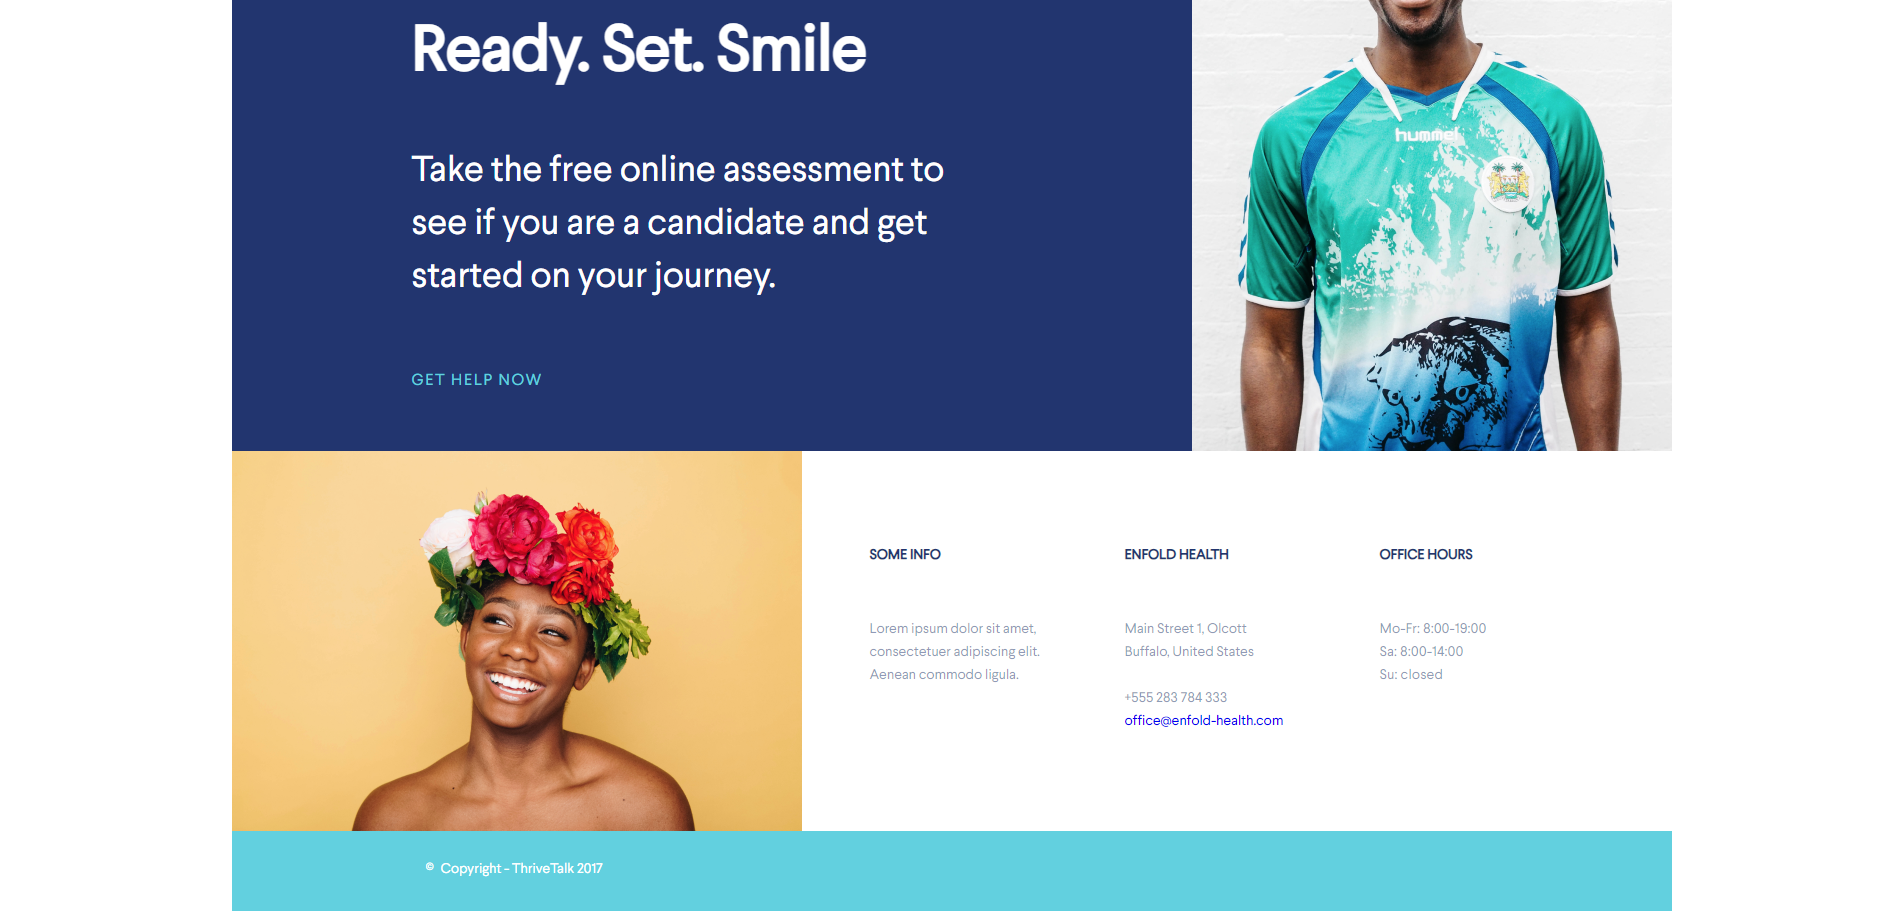 Ready. Set. Smile
Take the free online assessment to
see if you are a candidate and get
started on your journey.
GET HELP NOW
hummel
SOME INFO
Lorem ipsum dolor sit amet,
consectetuer adipiscing elit.
Aenean commodo ligula.
ENFOLD HEALTH
Main Street 1, Olcott
Buffalo, United States
+555 283 784 333
office@enfold-health.com
OFFICE HOURS
Mo-Fr: 8:00-19:00
Sa: 8:00-14:00
Su: closed
© Copyright - ThriveTalk 2017